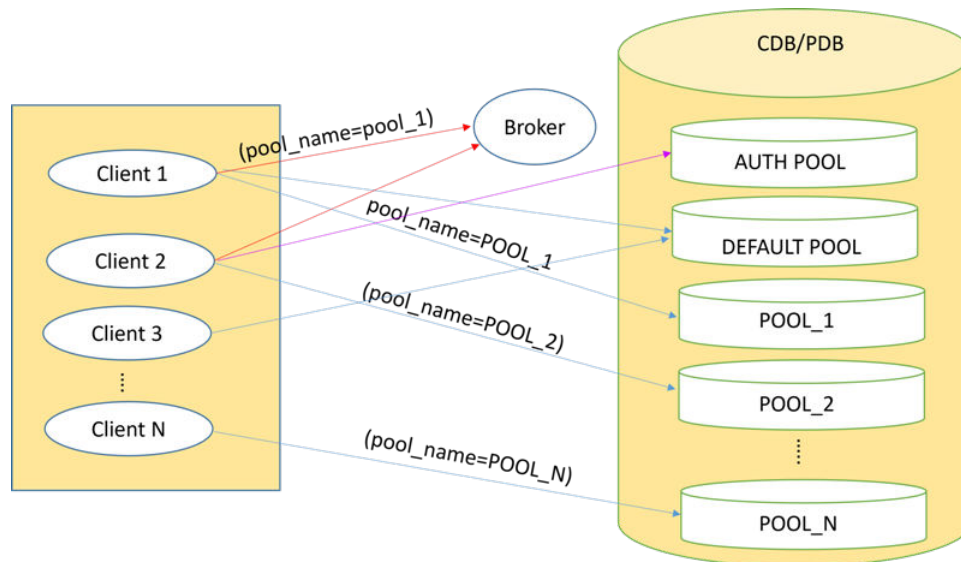 CDB/PDB
Broker
(pool_name=pool_1)
Client 1
AUTH POOL
pool_name=POOL_1
DEFAULT POOL
Client 2
(pool_name=POOL_2)
POOL_1
Client 3
POOL_2
Client N
(pool_name=POOL_N)
POOL_N